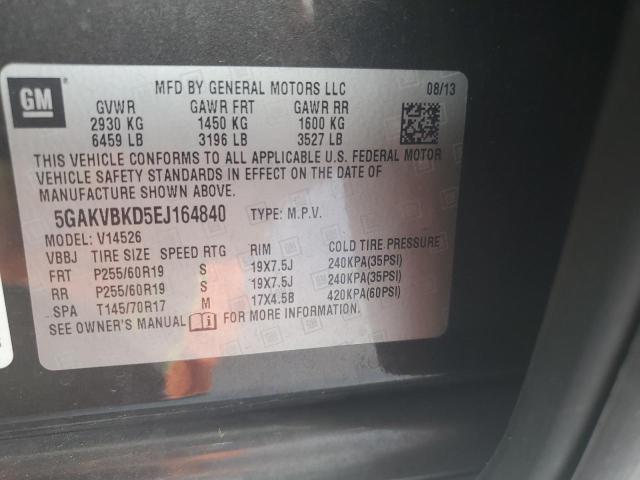 GM
MFD BY GENERAL MOTORS LLC 08/13
GVWR GAWR FRT GAWR RR
2930 KG 1450 KG 1600 KG
6459 LB 3196 LB 3527 LB
THIS VEHICLE CONFORMS TO ALL APPLICABLE U.S. FEDERAL MOTOR
VEHICLE SAFETY STANDARDS IN EFFECT ON THE DATE OF
MANUFACTURE SHOWN ABOVE.
5GAKVBKD5EJ164840 TYPE: M.P.V.
MODEL: V14526
VBBJ TIRE SIZE SPEED RTG RIM COLD TIRE PRESSURE
FRT P255/60R19 S 19X7.5J 240KPA(35PSI)
RR P255/60R19 S 19X7.5J 240KPA(35PSI)
SPA T145/70R17 M 17X4.5B 420KPA(60PSI)
SEE OWNER'S MANUAL FOR MORE INFORMATION.